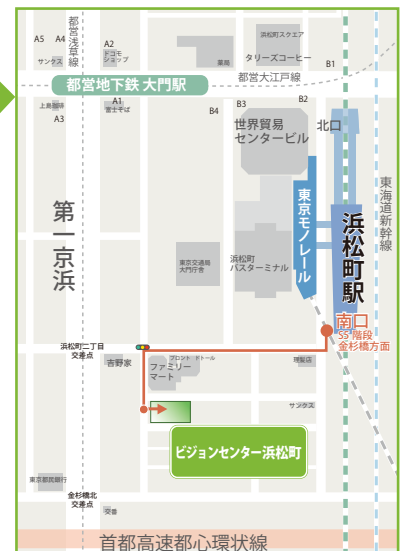 A5
A4
都営浅草線
A2
ドコモ
ショップ
サンクス
浜松町スクエア
タリーズコーヒー
薬局
B1
都営大江戸線
都営地下鉄 大門駅
上島珈琲
A3
A1
富士そば
B4
B3
B2
世界貿易
センタービル
北口
東海道新幹線
東京モノレール
浜松町駅
第一京浜
東京交通局
大門庁舎
浜松町
バスターミナル
南口
S5 階段
金杉橋方面
浜松町二丁目
交差点
吉野家
プロント ドトール
ファミリー
マート
理髪店
サンクス
ビジョンセンター浜松町
東京都民銀行
金杉橋北
交差点
交番
首都高速都心環状線